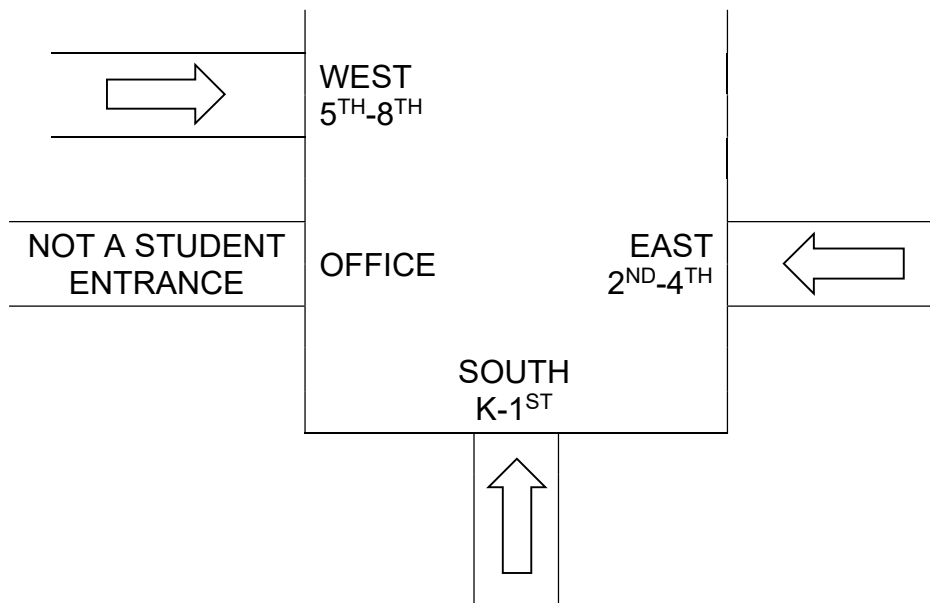 WEST
5TH-8TH
NOT A STUDENT
ENTRANCE
OFFICE
EAST
2ND-4TH
SOUTH
K-1ST